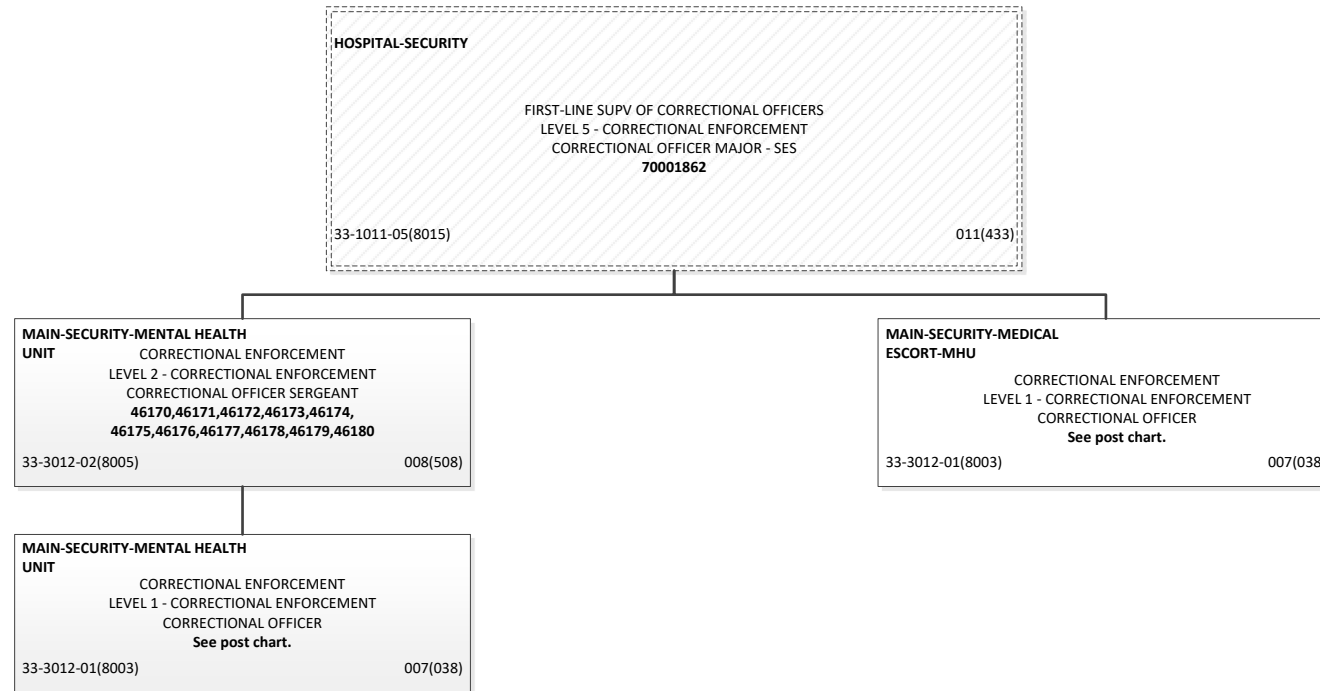 HOSPITAL-SECURITY
FIRST-LINE SUPV OF CORRECTIONAL OFFICERS
LEVEL 5 - CORRECTIONAL ENFORCEMENT
CORRECTIONAL OFFICER MAJOR - SES
70001862
33-1011-05(8015) 011(433)
MAIN-SECURITY-MENTAL HEALTH
UNIT CORRECTIONAL ENFORCEMENT
LEVEL 2 - CORRECTIONAL ENFORCEMENT
CORRECTIONAL OFFICER SERGEANT
46170,46171,46172,46173,46174,
46175,46176,46177,46178,46179,46180
33-3012-02(8005) 008(508)
MAIN-SECURITY-MEDICAL
ESCORT-MHU
CORRECTIONAL ENFORCEMENT
LEVEL 1 - CORRECTIONAL ENFORCEMENT
CORRECTIONAL OFFICER
See post chart.
33-3012-01(8003) 007(038
MAIN-SECURITY-MENTAL HEALTH
UNIT
CORRECTIONAL ENFORCEMENT
LEVEL 1 - CORRECTIONAL ENFORCEMENT
CORRECTIONAL OFFICER
See post chart.
33-3012-01(8003) 007(038)